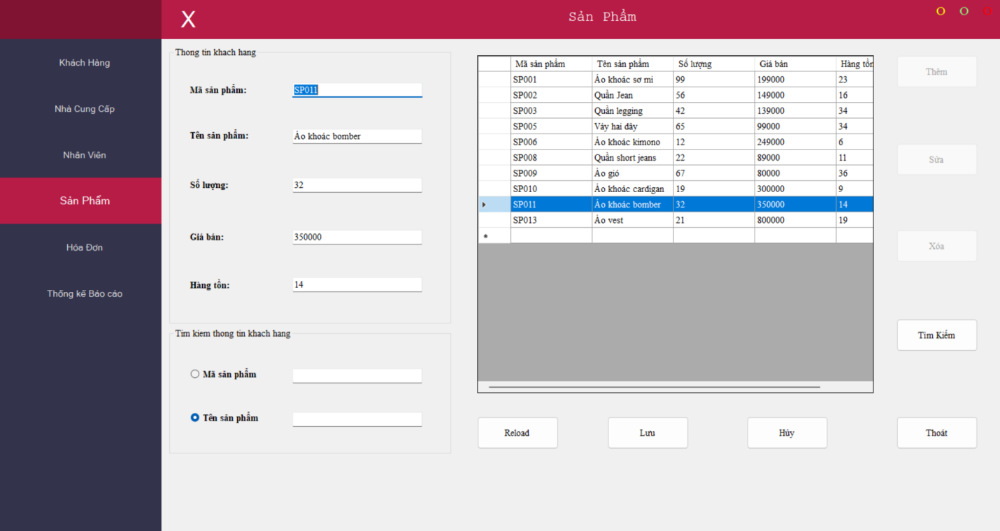 X
Sản Phẩm
O O O
Khách Hàng
Nhà Cung Cấp
Nhân Viên
Sản Phẩm
Hóa Đơn
Thống kê Báo cáo
Thong tin khach hang
Mã sản phẩm: SP011
Tên sản phẩm: Áo khoác bomber
Số lượng: 32
Giá bán: 350000
Hàng tồn: 14
Tim kiem thong tin khach hang
Mã sản phẩm
Tên sản phẩm
Mã sản phẩm Tên sản phẩm Số lượng Giá bán Hàng tồn
SP001 Áo khoác sơ mi 99 199000 23
SP002 Quần Jean 56 149000 16
SP003 Quần legging 42 139000 34
SP005 Váy hai dây 65 99000 34
SP006 Áo khoác kimono 12 249000 6
SP008 Quần short jeans 22 89000 11
SP009 Áo gió 67 80000 36
SP010 Áo khoác cardigan 19 300000 9
SP011 Áo khoác bomber 32 350000 14
SP013 Áo vest 21 800000 19
Thêm
Sửa
Xóa
Tìm Kiếm
Reload Lưu Hủy Thoát